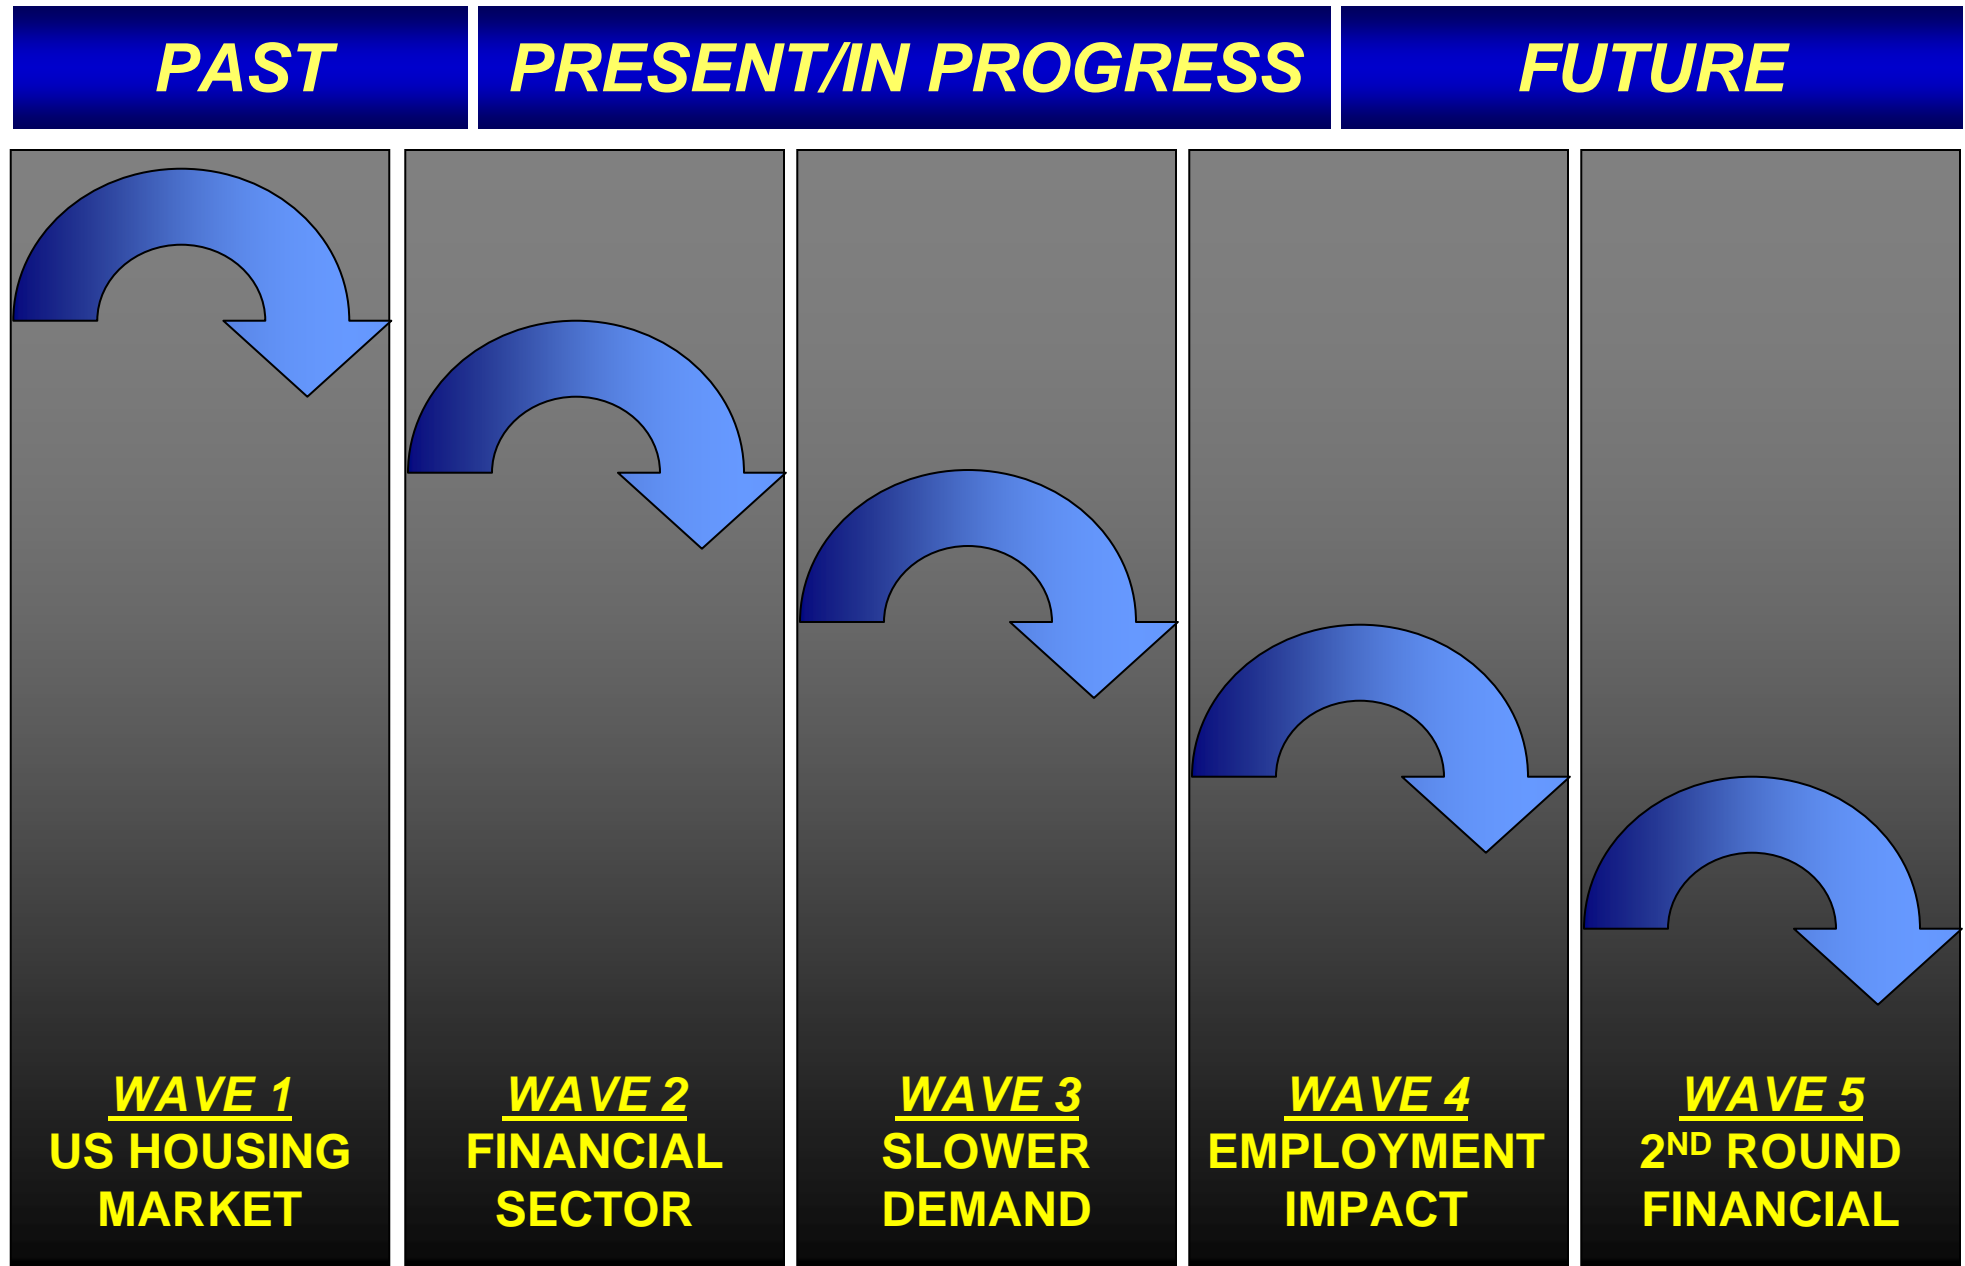 PAST
PRESENT/IN PROGRESS
FUTURE
WAVE 1
US HOUSING
MARKET
WAVE 2
FINANCIAL
SECTOR
WAVE 3
SLOWER
DEMAND
WAVE 4
EMPLOYMENT
IMPACT
WAVE 5
2ND ROUND
FINANCIAL